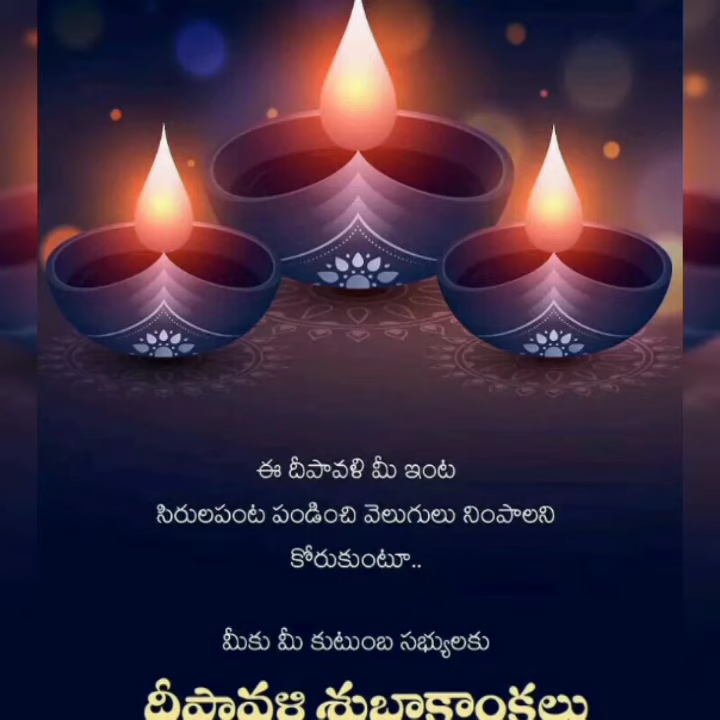 ఈ దీపావళి మీ ఇంట
సిరులపంట పండించి వెలుగులు నింపాలని
కోరుకుంటూ..
మీకు మీ కుటుంబ సభ్యులకు
దీపావళి శుభాకాంక్షలు